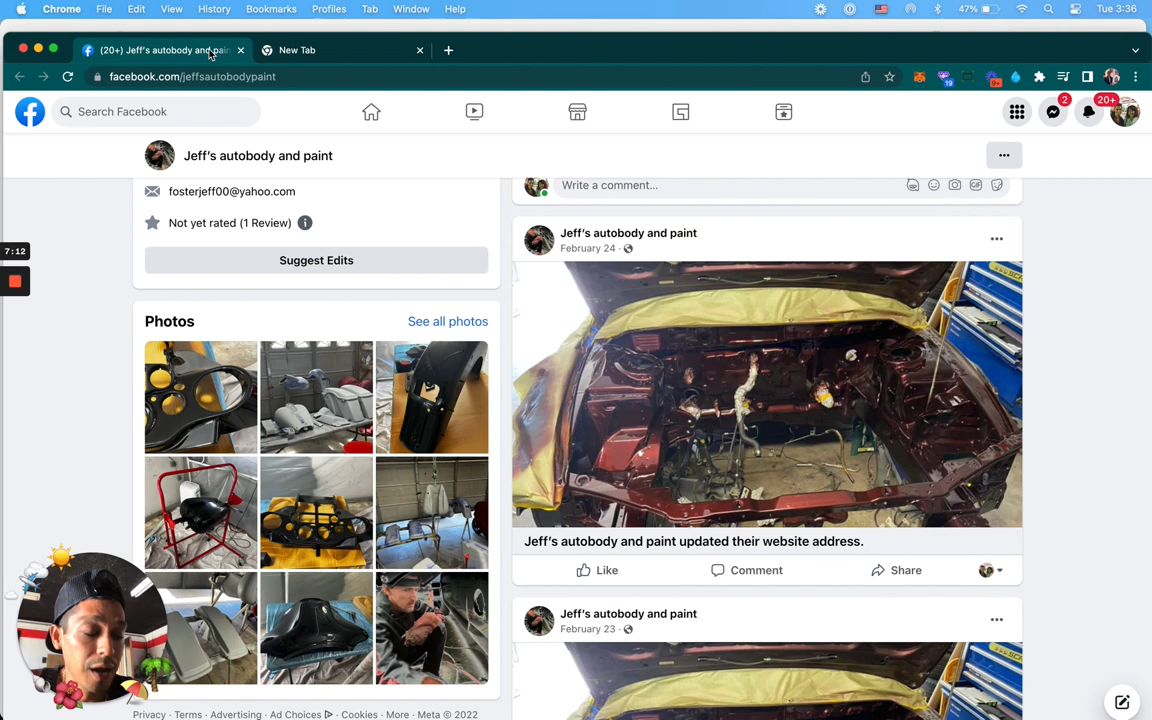 Chrome File Edit View History Bookmarks Profiles Tab Window Help 47% Tue 3:36
(20+) Jeff's autobody and pain
New Tab
facebook.com/jeffsautobodypaint
19
9+
Search Facebook
2
20+
Jeff's autobody and paint
fosterjeff00@yahoo.com
Not yet rated (1 Review)
Suggest Edits
7:12
Photos
See all photos
Privacy · Terms · Advertising · Ad Choices · Cookies · More · Meta © 2022
Write a comment...
GIF
Jeff's autobody and paint
February 24 ·
Jeff's autobody and paint updated their website address.
Like
Comment
Share
Jeff's autobody and paint
February 23 ·